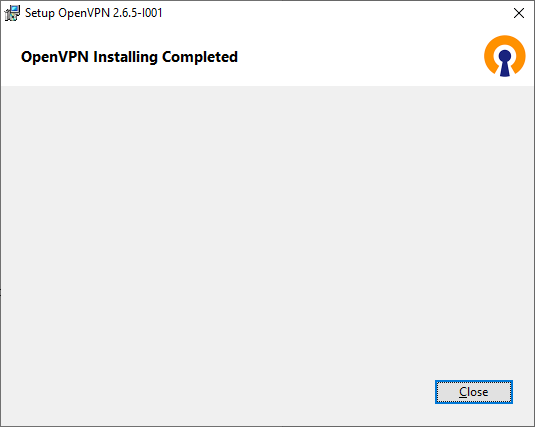 Setup OpenVPN 2.6.5-I001
OpenVPN Installing Completed
Close